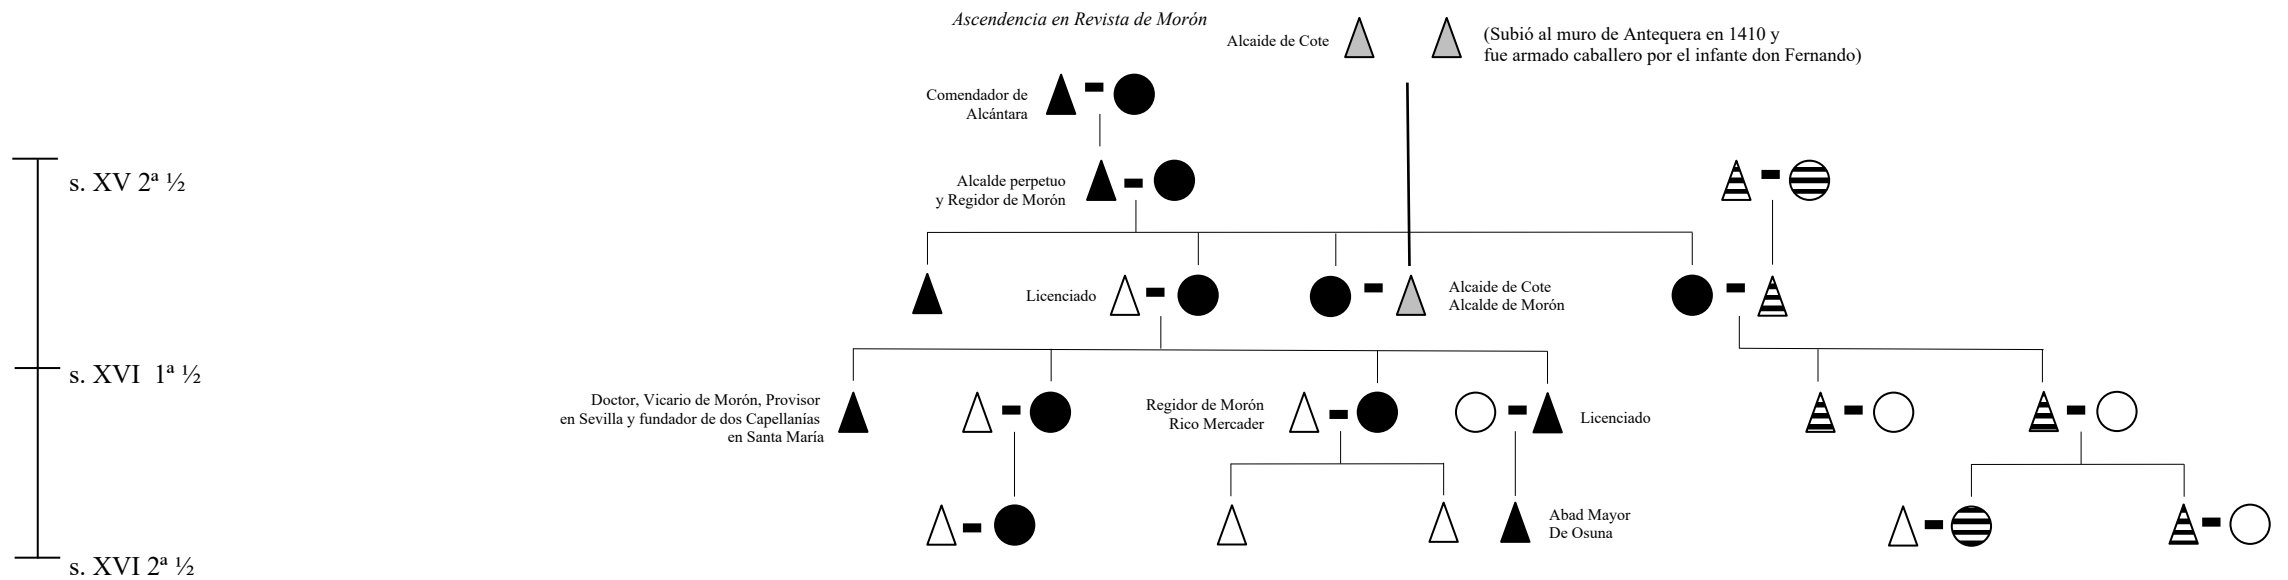 Ascendencia en Revista de Morón
Alcaide de Cote
(Subió al muro de Antequera en 1410 y
fue armado caballero por el infante don Fernando)
Comendador de
Alcántara
s. XV 2ª ½
Alcalde perpetuo
y Regidor de Morón
Licenciado
Alcaide de Cote
Alcalde de Morón
s. XVI 1ª ½
Doctor, Vicario de Morón, Provisor
en Sevilla y fundador de dos Capellanías
en Santa María
Regidor de Morón
Rico Mercader
Licenciado
Abad Mayor
De Osuna
s. XVI 2ª ½